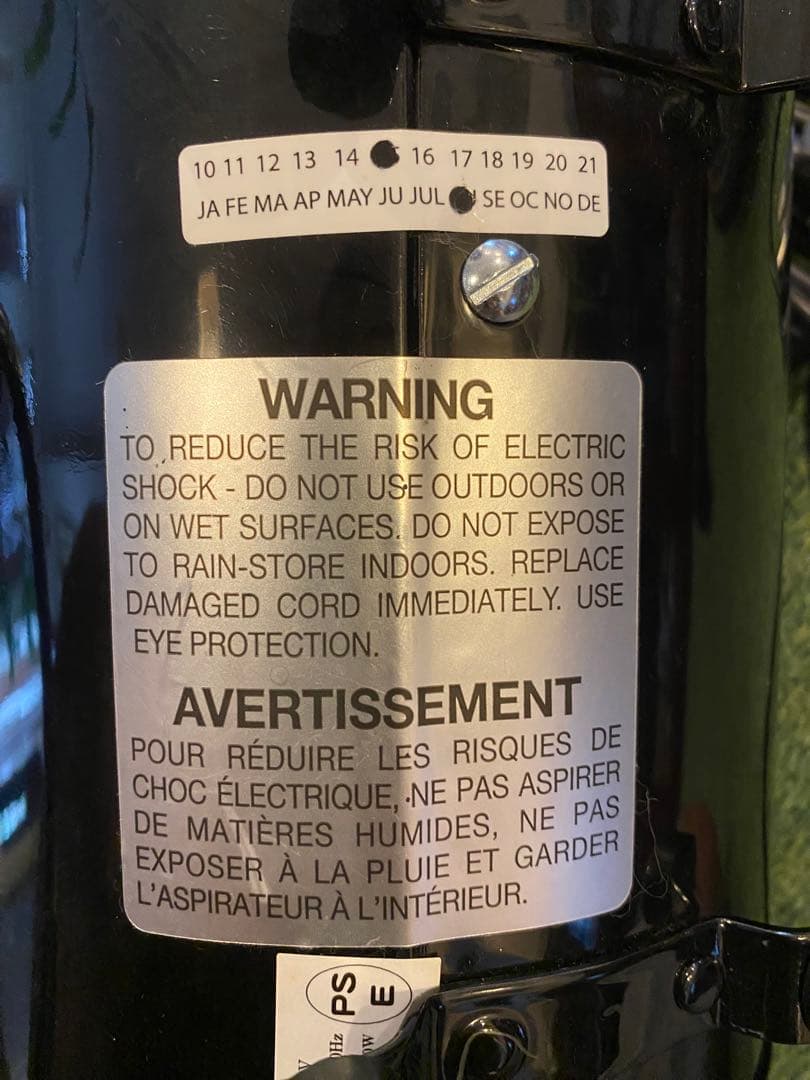 10 11 12 13 14 16 17 18 19 20 21
JA FE MA AP MAY JU JUL SE OC NO DE
WARNING
TO REDUCE THE RISK OF ELECTRIC
SHOCK - DO NOT USE OUTDOORS OR
ON WET SURFACES. DO NOT EXPOSE
TO RAIN-STORE INDOORS. REPLACE
DAMAGED CORD IMMEDIATELY. USE
EYE PROTECTION.
AVERTISSEMENT
POUR RÉDUIRE LES RISQUES DE
CHOC ÉLECTRIQUE, NE PAS ASPIRER
DE MATIÈRES HUMIDES, NE PAS
EXPOSER À LA PLUIE ET GARDER
L'ASPIRATEUR À L'INTÉRIEUR.
PS
E